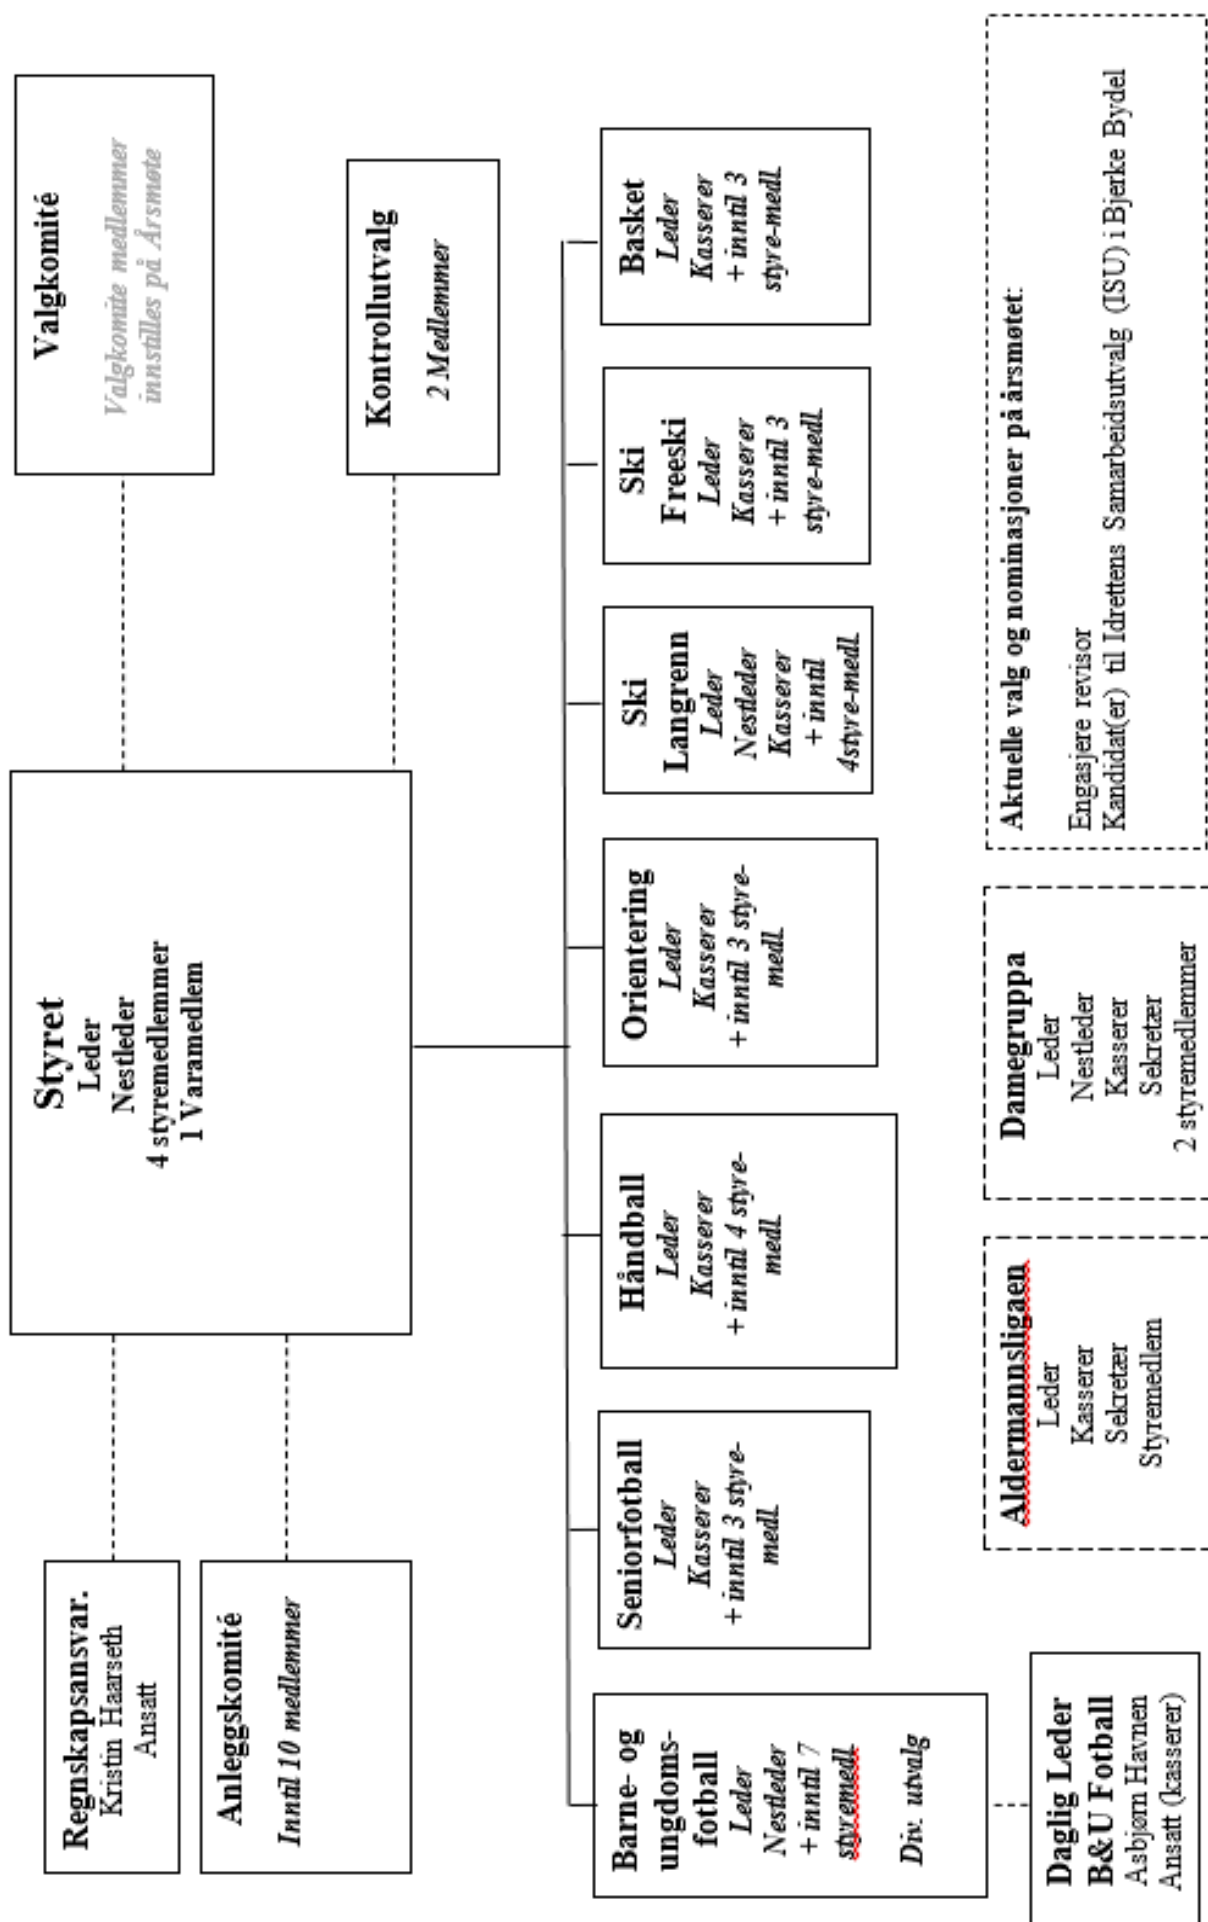 Regnskapsansvar.
Kristin Haarseth
Ansatt
Anleggskomité
Inntil 10 medlemmer
Styret
Leder
Nestleder
4 styremedlemmer
1 Varamedlem
Valgkomité
Valgkomite medlemmer
innstilles på Årsmøte
Kontrollutvalg
2 Medlemmer
Barne- og
ungdoms-
fotball
Leder
Nestleder
+ inntil 7
styremedl.
Div. utvalg
Seniorfotball
Leder
Kasserer
+ inntil 3 styre-
medl.
Håndball
Leder
Kasserer
+ inntil 4 styre-
medl.
Orientering
Leder
Kasserer
+ inntil 3 styre-
medl.
Ski
Langrenn
Leder
Nestleder
Kasserer
+ inntil
4styre-medl.
Ski
Freeski
Leder
Kasserer
+ inntil 3
styre-medl.
Basket
Leder
Kasserer
+ inntil 3
styre-medl.
Daglig Leder
B&U Fotball
Asbjørn Havnen
Ansatt (kasserer)
Aldermannsligaen
Leder
Kasserer
Sekretær
Styremedlem
Damegruppa
Leder
Nestleder
Kasserer
Sekretær
2 styremedlemmer
Aktuelle valg og nominasjoner på årsmøtet:
Engasjere revisor
Kandidat(er) til Idrettens Samarbeidsutvalg (ISU) i Bjerke Bydel